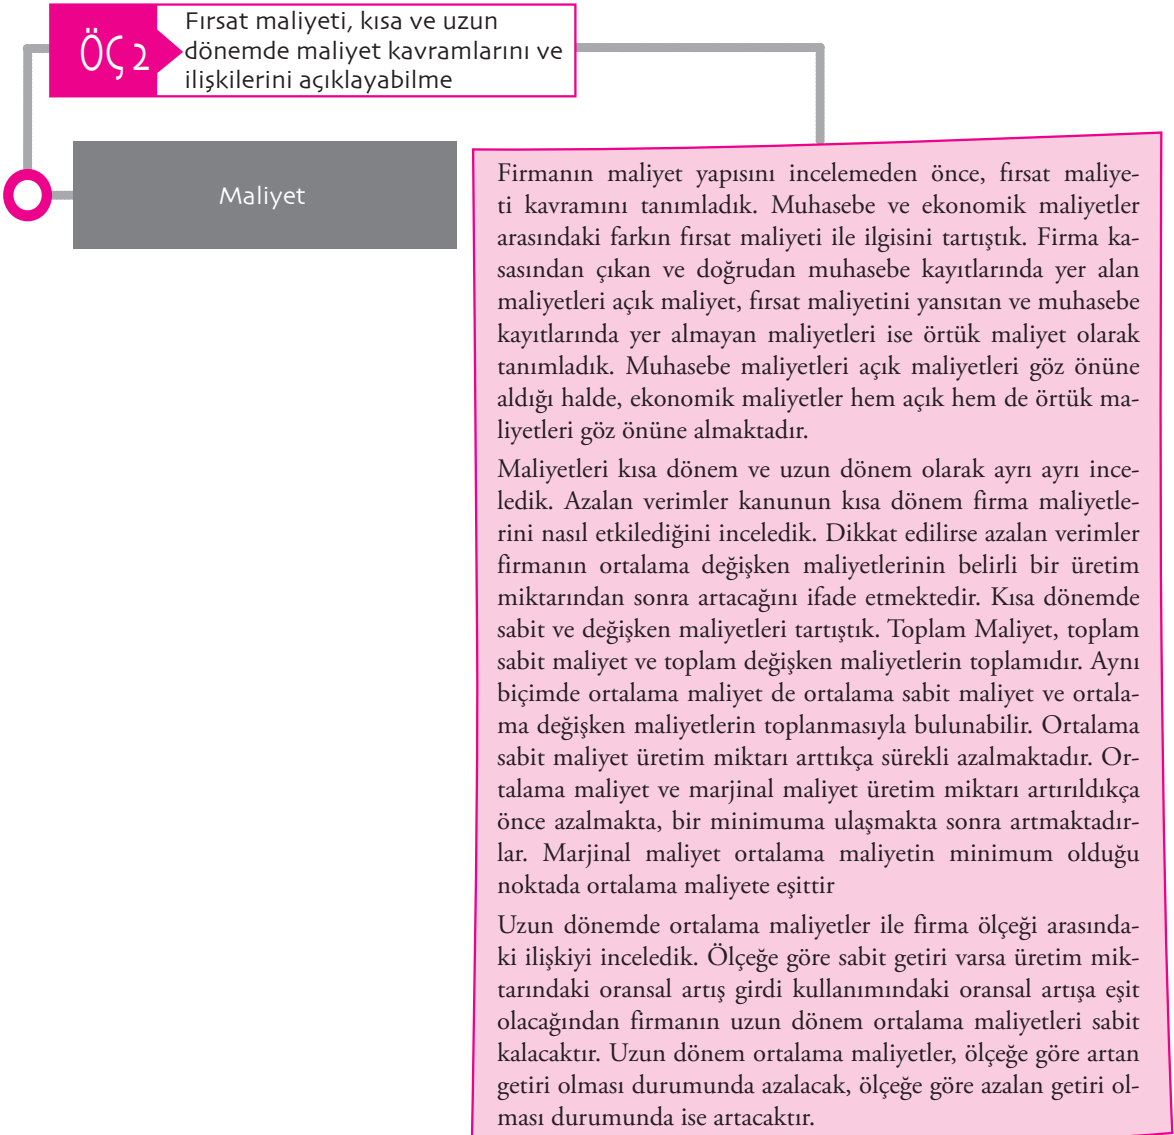 ÖÇ 2
Fırsat maliyeti, kısa ve uzun
dönemde maliyet kavramlarını ve
ilişkilerini açıklayabilme
Maliyet
Firmanın maliyet yapısını incelemeden önce, fırsat maliye-
ti kavramını tanımladık. Muhasebe ve ekonomik maliyetler
arasındaki farkın fırsat maliyeti ile ilgisini tartıştık. Firma ka-
sasından çıkan ve doğrudan muhasebe kayıtlarında yer alan
maliyetleri açık maliyet, fırsat maliyetini yansıtan ve muhasebe
kayıtlarında yer almayan maliyetleri ise örtük maliyet olarak
tanımladık. Muhasebe maliyetleri açık maliyetleri göz önüne
aldığı halde, ekonomik maliyetler hem açık hem de örtük ma-
liyetleri göz önüne almaktadır.
Maliyetleri kısa dönem ve uzun dönem olarak ayrı ayrı ince-
ledik. Azalan verimler kanunun kısa dönem firma maliyetle-
rini nasıl etkilediğini inceledik. Dikkat edilirse azalan verimler
firmanın ortalama değişken maliyetlerinin belirli bir üretim
miktarından sonra artacağını ifade etmektedir. Kısa dönemde
sabit ve değişken maliyetleri tartıştık. Toplam Maliyet, toplam
sabit maliyet ve toplam değişken maliyetlerin toplamıdır. Aynı
biçimde ortalama maliyet de ortalama sabit maliyet ve ortala-
ma değişken maliyetlerin toplanmasıyla bulunabilir. Ortalama
sabit maliyet üretim miktarı arttıkça sürekli azalmaktadır. Or-
talama maliyet ve marjinal maliyet üretim miktarı artırıldıkça
önce azalmakta, bir minimuma ulaşmakta sonra artmaktadır-
lar. Marjinal maliyet ortalama maliyetin minimum olduğu
noktada ortalama maliyete eşittir
Uzun dönemde ortalama maliyetler ile firma ölçeği arasında-
ki ilişkiyi inceledik. Ölçeğe göre sabit getiri varsa üretim mik-
tarındaki oransal artış girdi kullanımındaki oransal artışa eşit
olacağından firmanın uzun dönem ortalama maliyetleri sabit
kalacaktır. Uzun dönem ortalama maliyetler, ölçeğe göre artan
getiri olması durumunda azalacak, ölçeğe göre azalan getiri ol-
ması durumunda ise artacaktır.